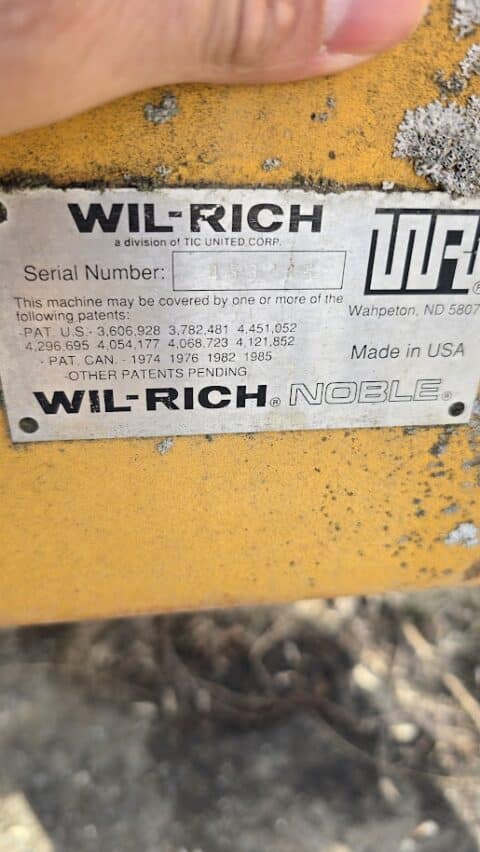 WIL-RICH
a division of TIC UNITED CORP.
Serial Number:
This machine may be covered by one or more of the
following patents:
-PAT. U.S.- 3,606,928 3,782,481 4,451,052
4,296,695 4,054,177 4,068,723 4,121,852
- PAT. CAN. - 1974 1976 1982 1985
-OTHER PATENTS PENDING.
WIL-RICH® NOBLE®
WR
®
Wahpeton, ND 5807
Made in USA